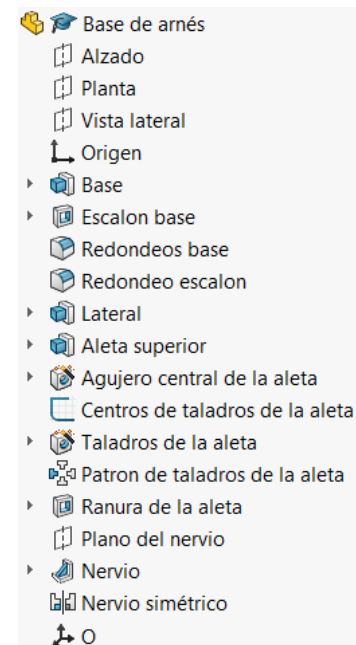 Base de arnés
Alzado
Planta
Vista lateral
Origen
Base
Escalon base
Redondeos base
Redondeo escalon
Lateral
Aleta superior
Agujero central de la aleta
Centros de taladros de la aleta
Taladros de la aleta
Patron de taladros de la aleta
Ranura de la aleta
Plano del nervio
Nervio
Nervio simétrico
O